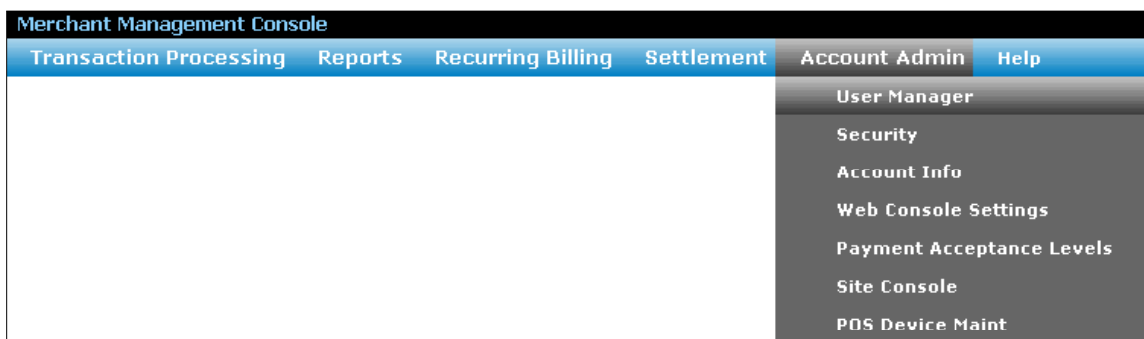 Merchant Management Console
Transaction Processing Reports Recurring Billing Settlement Account Admin Help
User Manager
Security
Account Info
Web Console Settings
Payment Acceptance Levels
Site Console
POS Device Maint